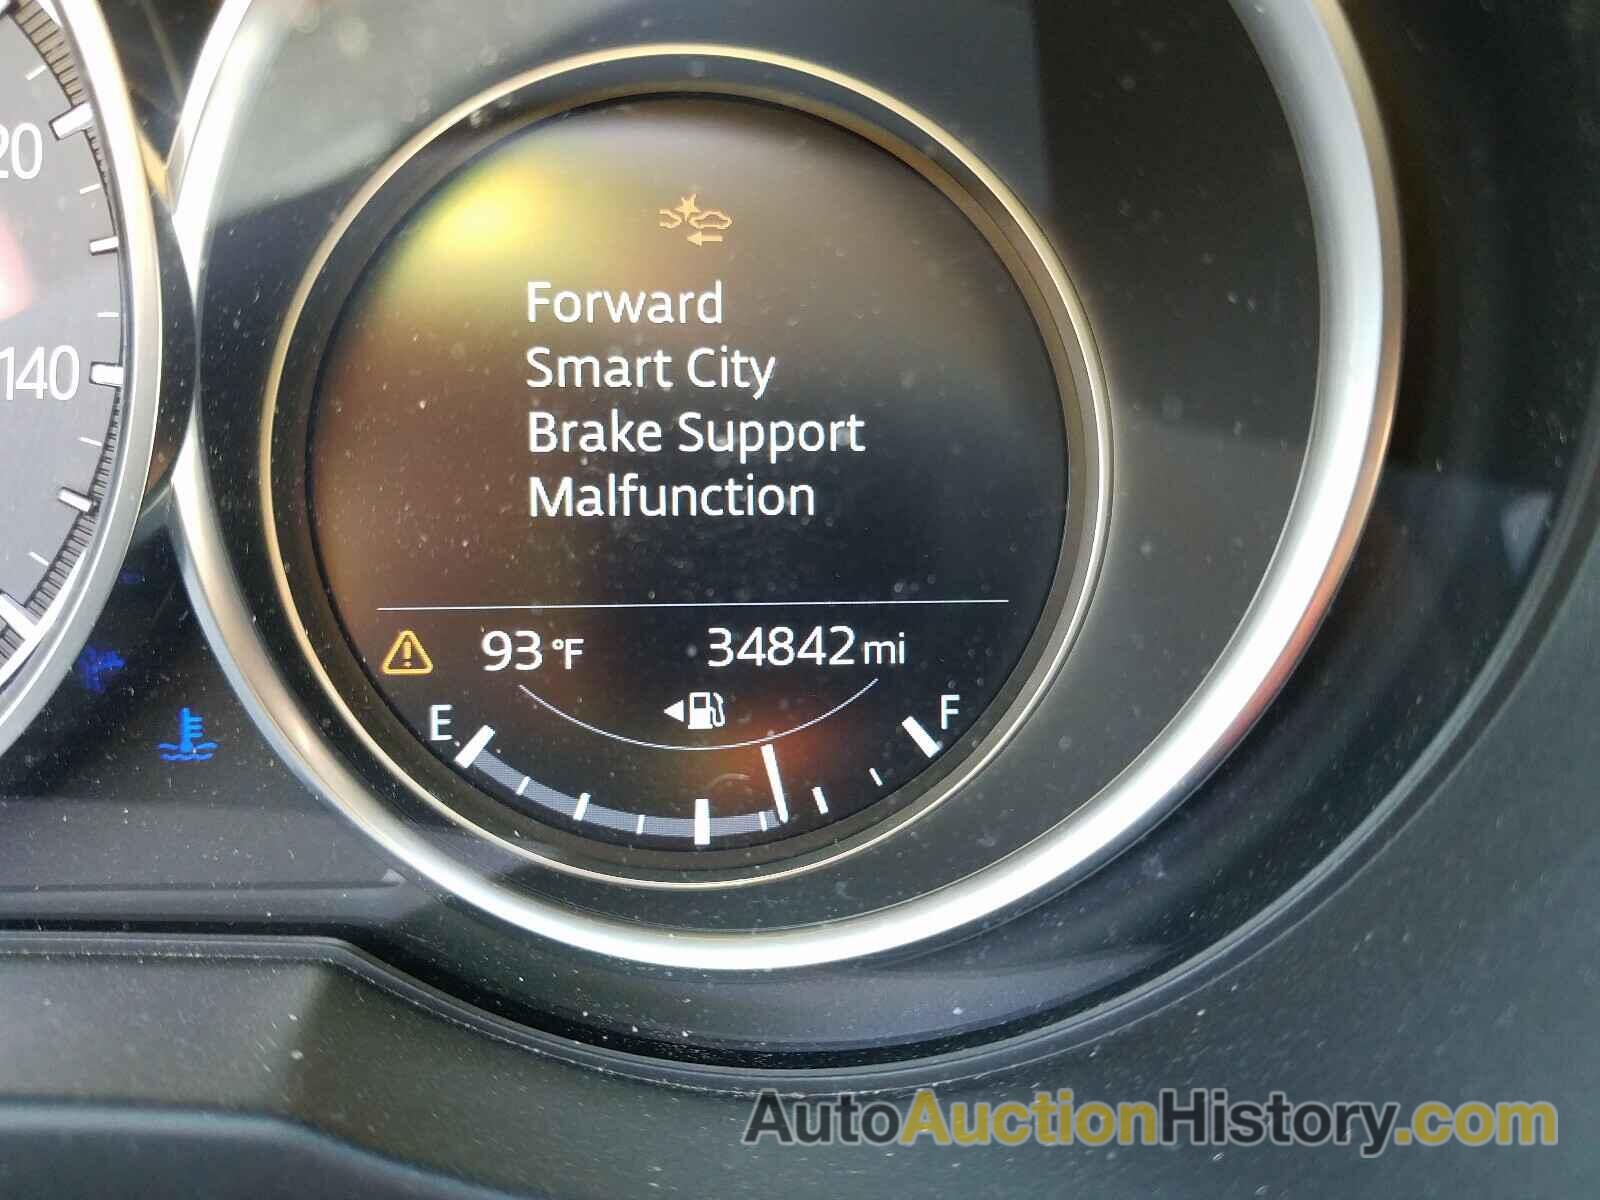 20
140
Forward
Smart City
Brake Support
Malfunction
93 °F 34842 mi
E F
AutoAuctionHistory.com